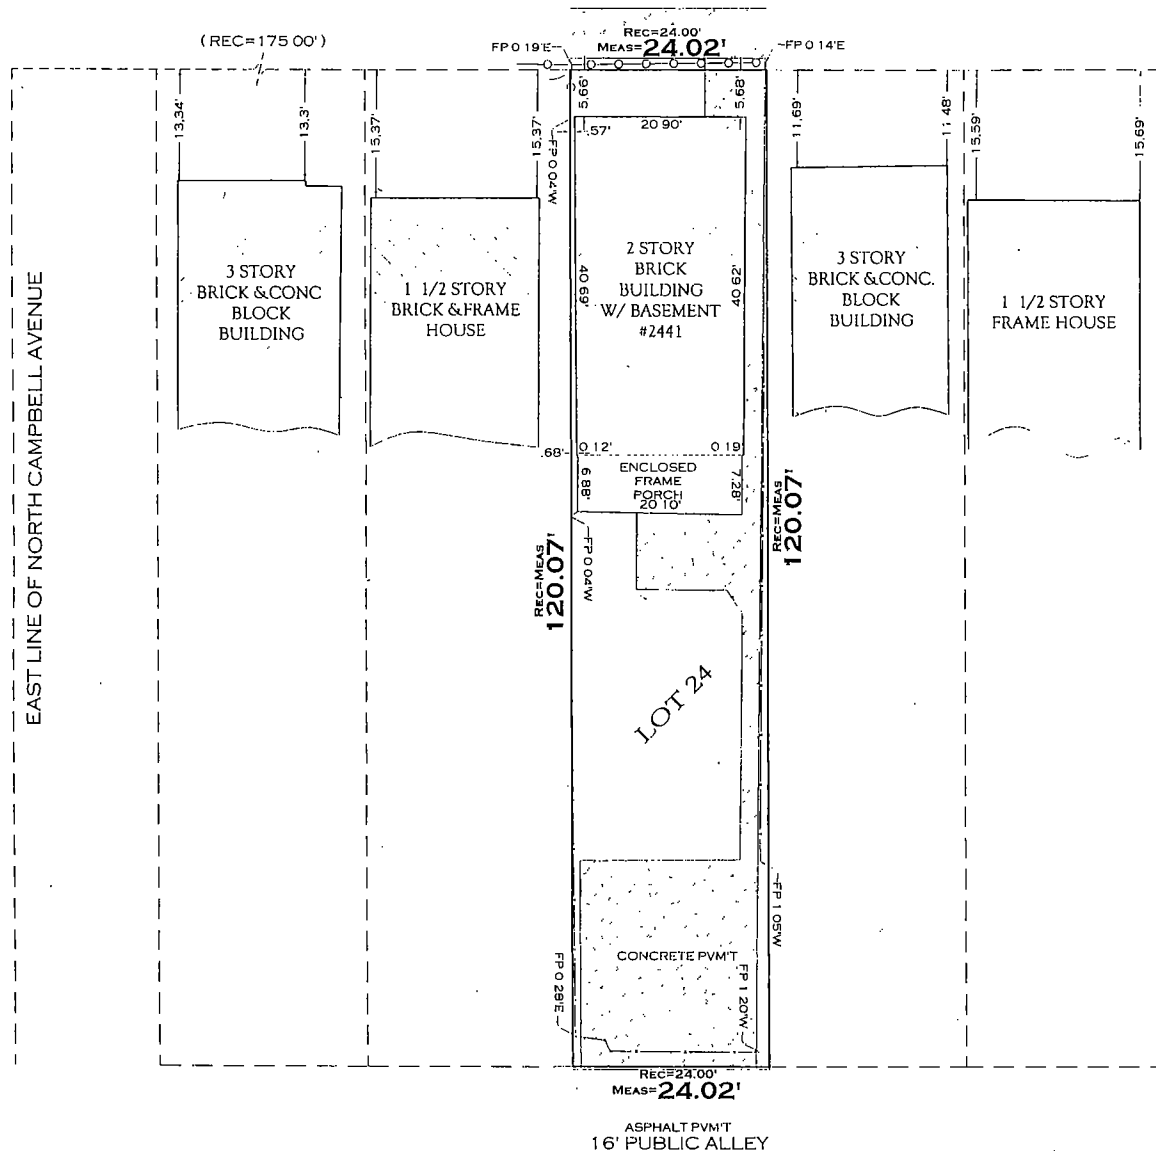 (REC=175 00')
REC=24.00'
MEAS=24.02'
FP 0 19'E
FP 0 14'E
13.34'
13.3'
15.37'
15.37'
5.66'
5.68'
11.69'
11 48'
15.59'
15.69'
20 90'
.57'
FP 0 04'W
3 STORY
BRICK &CONC
BLOCK
BUILDING
1 1/2 STORY
BRICK &FRAME
HOUSE
2 STORY
BRICK
BUILDING
W/ BASEMENT
#2441
40 69'
40 62'
3 STORY
BRICK &CONC.
BLOCK
BUILDING
1 1/2 STORY
FRAME HOUSE
EAST LINE OF NORTH CAMPBELL AVENUE
.68'
0 12'
0 19
ENCLOSED
FRAME
PORCH
20 10'
6 88'
7.28'
REC=MEAS
120.07'
FP 0 04'W
REC=MEAS
120.07'
LOT 24
FP 1 05'W
CONCRETE PVM'T
FP 0 28'E
FP 1 20'W
REC=24.00'
MEAS=24.02'
ASPHALT PVM'T
16' PUBLIC ALLEY